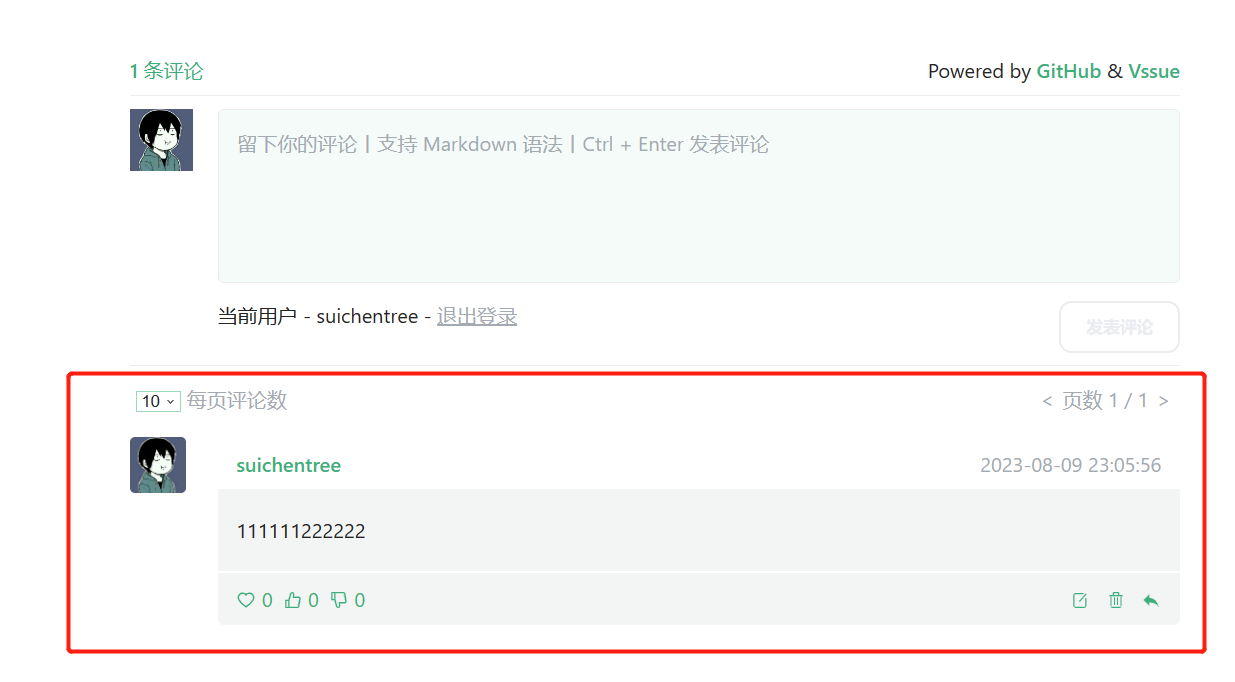 1 条评论 Powered by GitHub & Vssue
留下你的评论丨支持 Markdown 语法丨Ctrl + Enter 发表评论
当前用户 - suichentree - 退出登录
发表评论
10 每页评论数 < 页数 1 / 1 >
suichentree 2023-08-09 23:05:56
111111222222
0 0 0